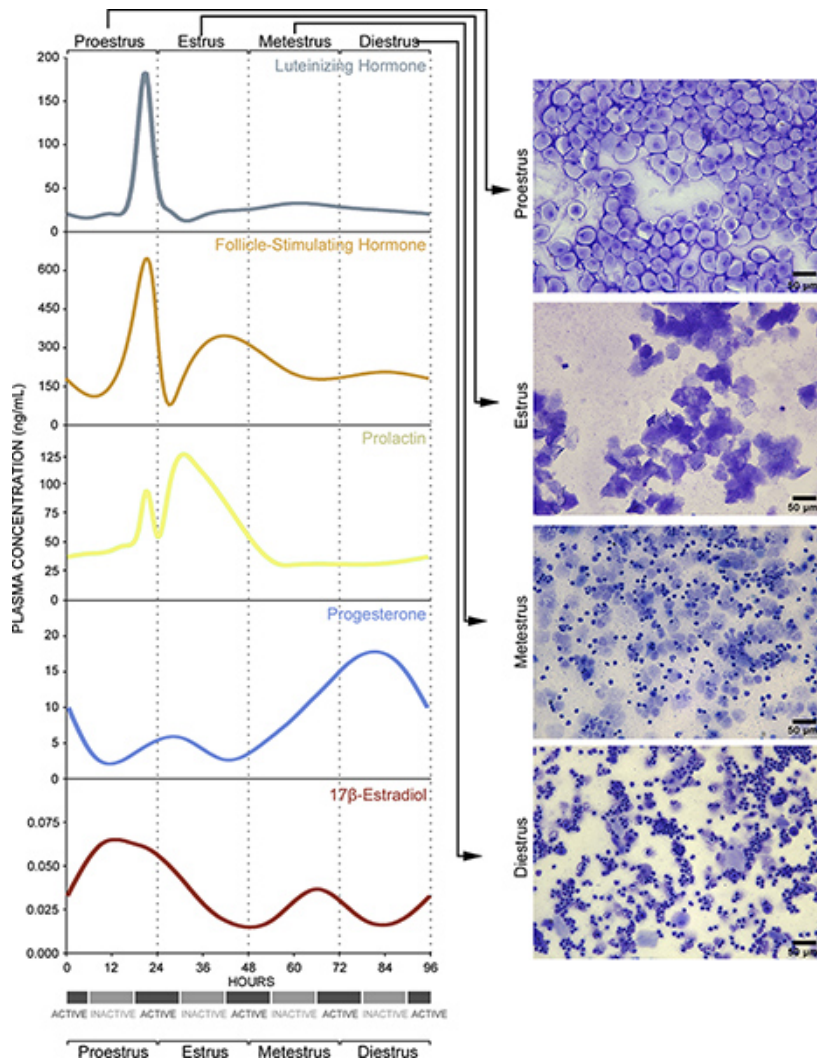 Proestrus Estrus Metestrus Diestrus
200
150
100
50
0
Luteinizing Hormone
600
450
300
150
0
Follicle-Stimulating Hormone
125
100
75
50
25
0
Prolactin
20
15
10
5
0
Progesterone
0.075
0.050
0.025
0.000
17β-Estradiol
PLASMA CONCENTRATION (ng/mL)
0 12 24 36 48 60 72 84 96
HOURS
ACTIVE INACTIVE ACTIVE INACTIVE ACTIVE INACTIVE ACTIVE INACTIVE ACTIVE
Proestrus Estrus Metestrus Diestrus
Proestrus
50 µm
Estrus
50 µm
Metestrus
50 µm
Diestrus
50 µm